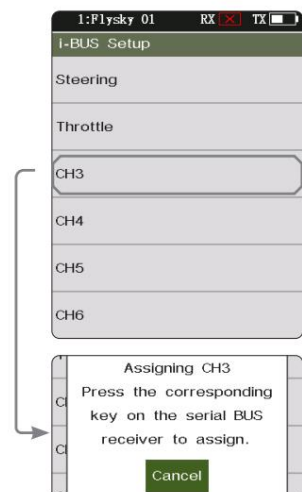 1:Flysky 01 RX TX
i-BUS Setup
Steering
Throttle
CH3
CH4
CH5
CH6
Assigning CH3
Press the corresponding
key on the serial BUS
receiver to assign.
Cancel